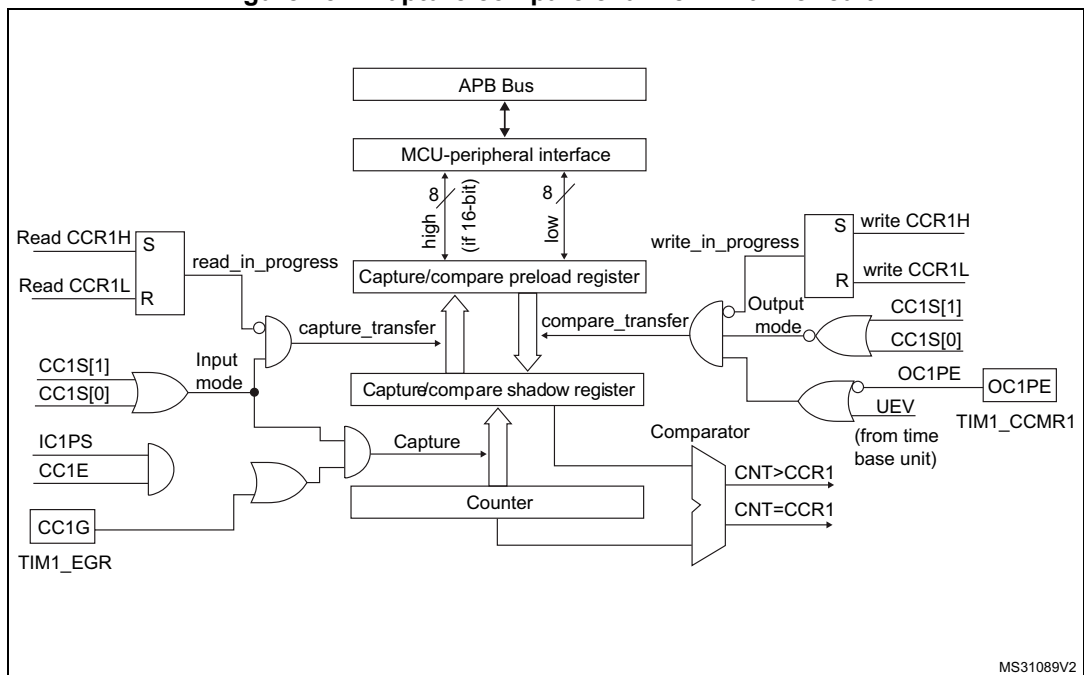 APB Bus
MCU-peripheral interface
8
high
(if 16-bit)
8
low
Read CCR1H
S
read_in_progress
Read CCR1L
R
write_in_progress
S
write CCR1H
R
write CCR1L
Capture/compare preload register
capture_transfer
compare_transfer
Output
mode
CC1S[1]
CC1S[0]
CC1S[1]
CC1S[0]
Input
mode
Capture/compare shadow register
OC1PE
OC1PE
UEV
TIM1_CCMR1
(from time
base unit)
IC1PS
CC1E
Capture
Comparator
CNT>CCR1
Counter
CNT=CCR1
CC1G
TIM1_EGR
MS31089V2